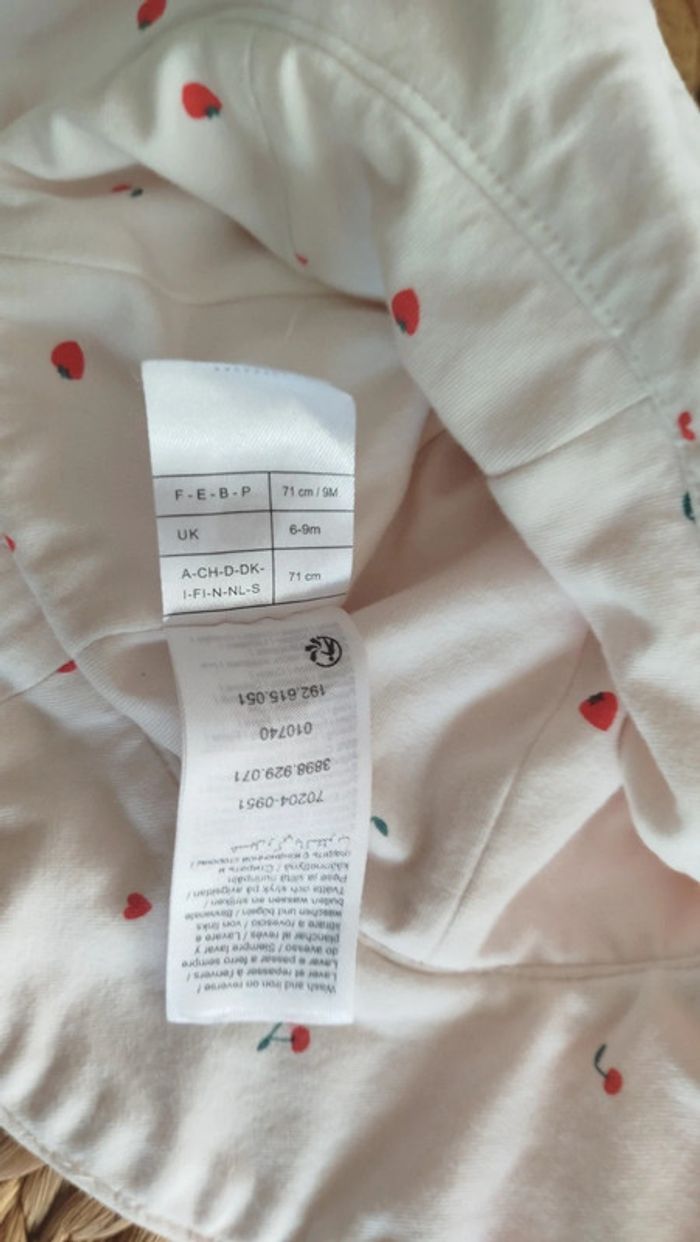 F - E - B - P 71 cm / 9M
UK 6-9m
A-CH-D-DK- 71 cm
I-FI-N-NL-S
Wash and iron on reverse /
Laver et repasser à l'envers /
Lavar e passar a ferro sempre
do avesso / Siempre lavar y
planchar al revés / Lavare e
stirare a rovescio / Von links
waschen und bügeln / Binnenste
buiten wassen en strijken /
Tvätta och stryk på avigsidan /
Pese ja silitä nurinpäin
70204-0951
3898.929.071
010740
192.615.051